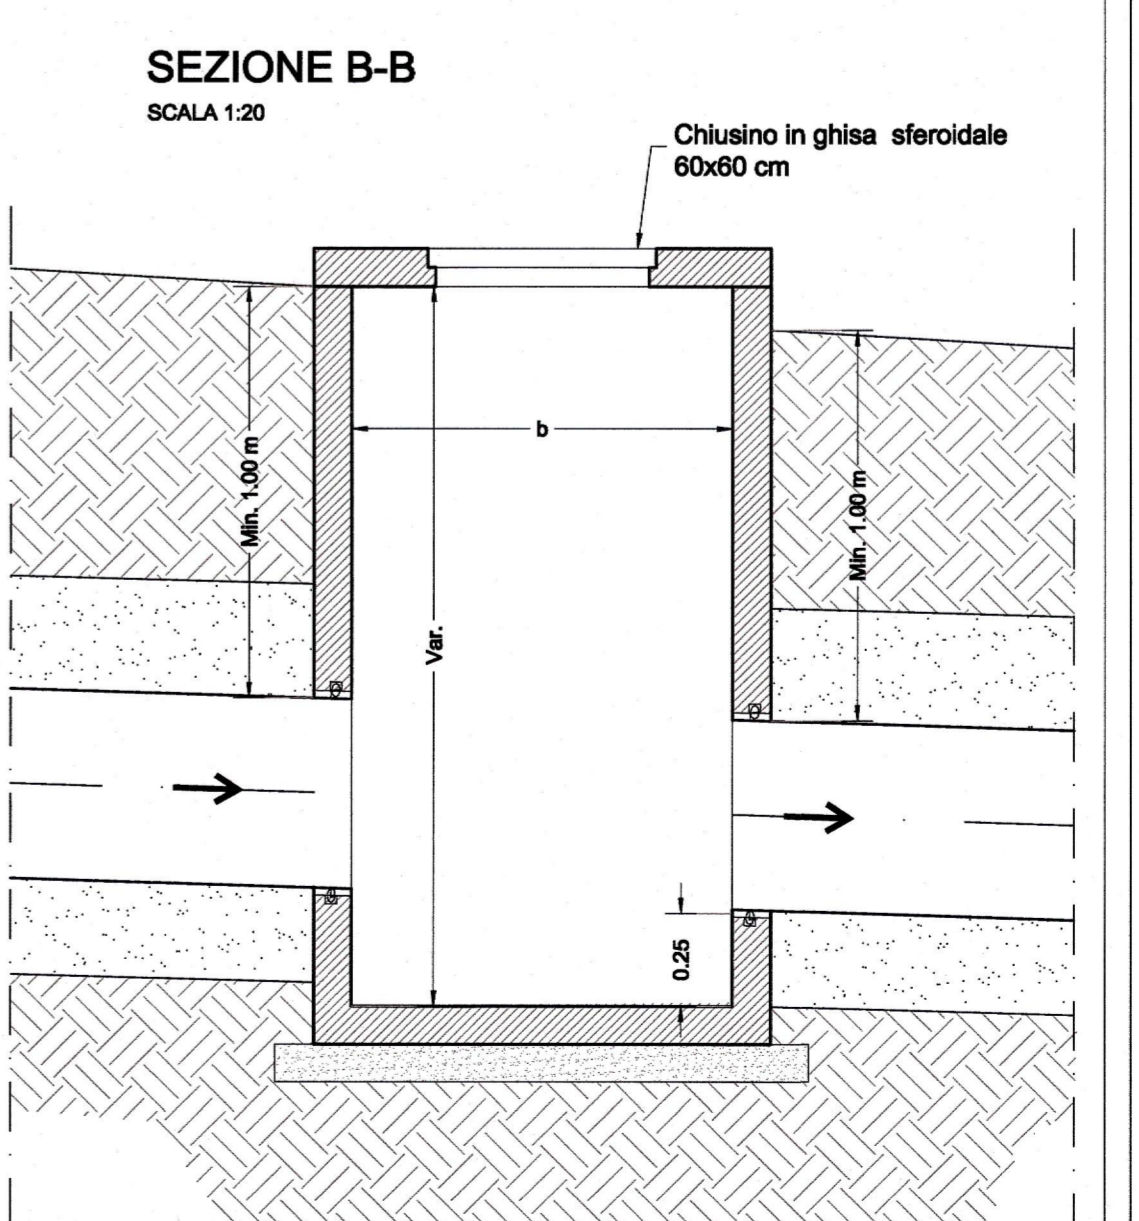 SEZIONE B-B
SCALA 1:20
Chiusino in ghisa sferoidale
60x60 cm
b
Min. 1.00 m
Min. 1.00 m
Var.
0.25